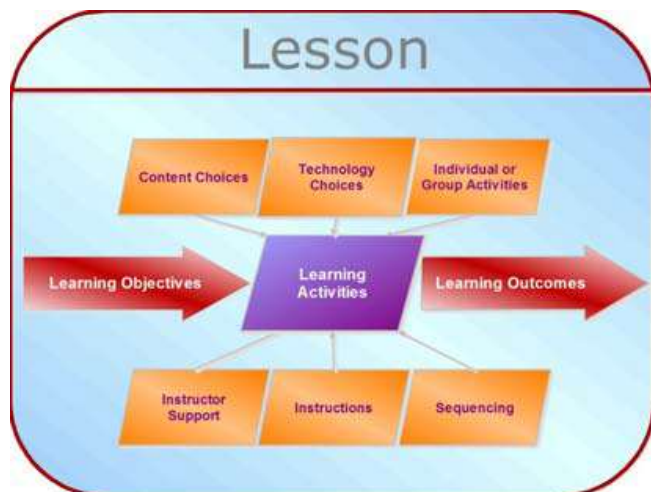 Lesson
Content Choices
Technology
Choices
Individual or
Group Activities
Learning Objectives
Learning
Activities
Learning Outcomes
Instructor
Support
Instructions
Sequencing